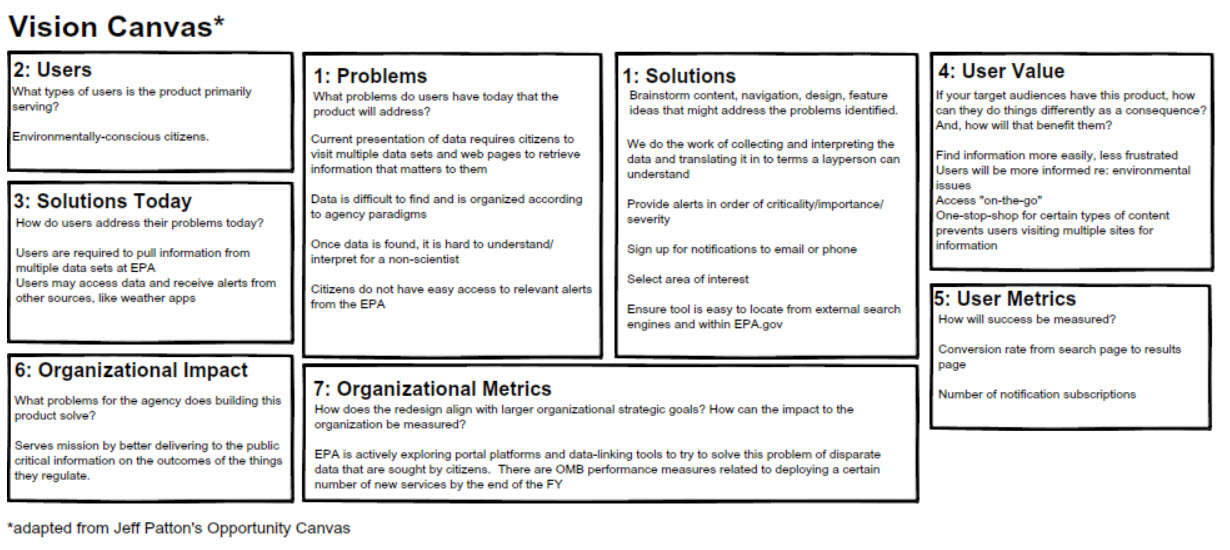 Vision Canvas*
2: Users
What types of users is the product primarily
serving?
Environmentally-conscious citizens.
3: Solutions Today
How do users address their problems today?
Users are required to pull information from
multiple data sets at EPA
Users may access data and receive alerts from
other sources, like weather apps
6: Organizational Impact
What problems for the agency does building this
product solve?
Serves mission by better delivering to the public
critical information on the outcomes of the things
they regulate.
1: Problems
What problems do users have today that the
product will address?
Current presentation of data requires citizens to
visit multiple data sets and web pages to retrieve
information that matters to them
Data is difficult to find and is organized according
to agency paradigms
Once data is found, it is hard to understand/
interpret for a non-scientist
Citizens do not have easy access to relevant alerts
from the EPA
1: Solutions
Brainstorm content, navigation, design, feature
ideas that might address the problems identified.
We do the work of collecting and interpreting the
data and translating it in to terms a layperson can
understand
Provide alerts in order of criticality/importance/
severity
Sign up for notifications to email or phone
Select area of interest
Ensure tool is easy to locate from external search
engines and within EPA.gov
7: Organizational Metrics
How does the redesign align with larger organizational strategic goals? How can the impact to the
organization be measured?
EPA is actively exploring portal platforms and data-linking tools to try to solve this problem of disparate
data that are sought by citizens.  There are OMB performance measures related to deploying a certain
number of new services by the end of the FY
4: User Value
If your target audiences have this product, how
can they do things differently as a consequence?
And, how will that benefit them?
Find information more easily, less frustrated
Users will be more informed re: environmental
issues
Access "on-the-go"
One-stop-shop for certain types of content
prevents users visiting multiple sites for
information
5: User Metrics
How will success be measured?
Conversion rate from search page to results
page
Number of notification subscriptions
*adapted from Jeff Patton's Opportunity Canvas